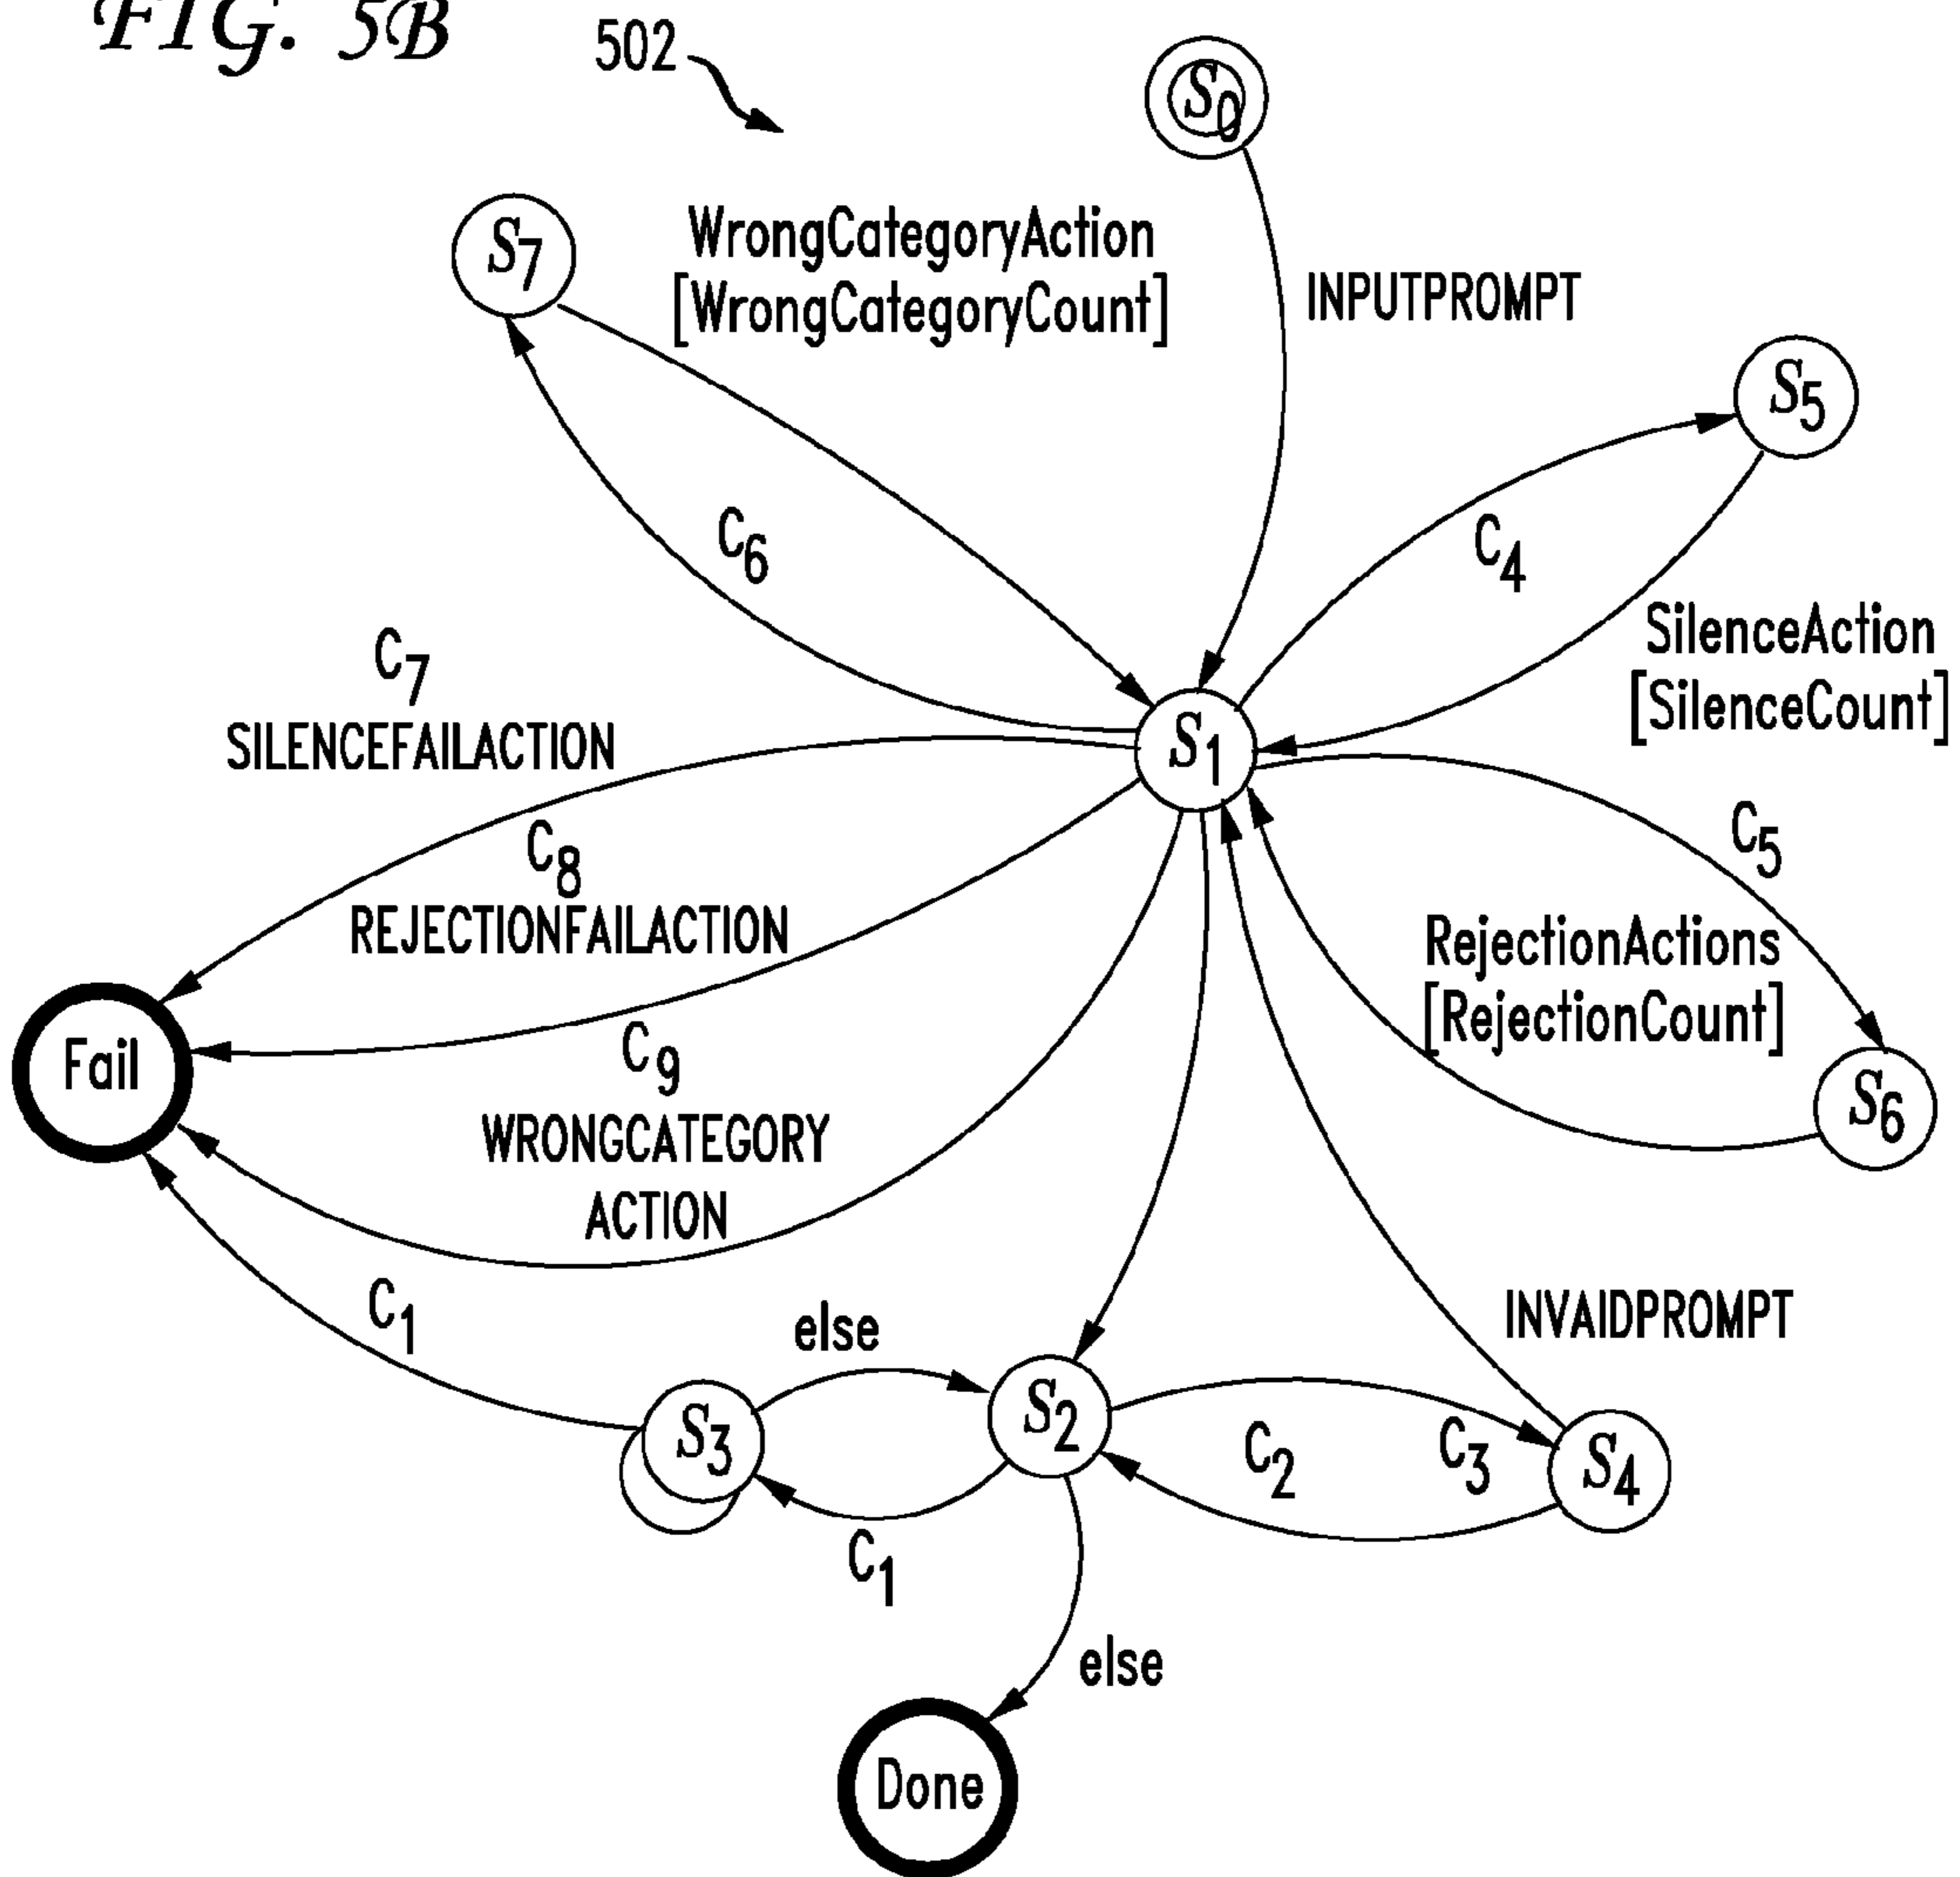 FIG. 5B
502
S0
S7
WrongCategoryAction
[WrongCategoryCount]
INPUTPROMPT
S5
C6
C4
C7
SILENCEFAILACTION
SilenceAction
[SilenceCount]
S1
C8
REJECTIONFAILACTION
C5
RejectionActions
[RejectionCount]
Fail
C9
WRONGCATEGORY
ACTION
S6
C1
else
INVAIDPROMPT
S3
S2
C2
C3
S4
C1
else
Done